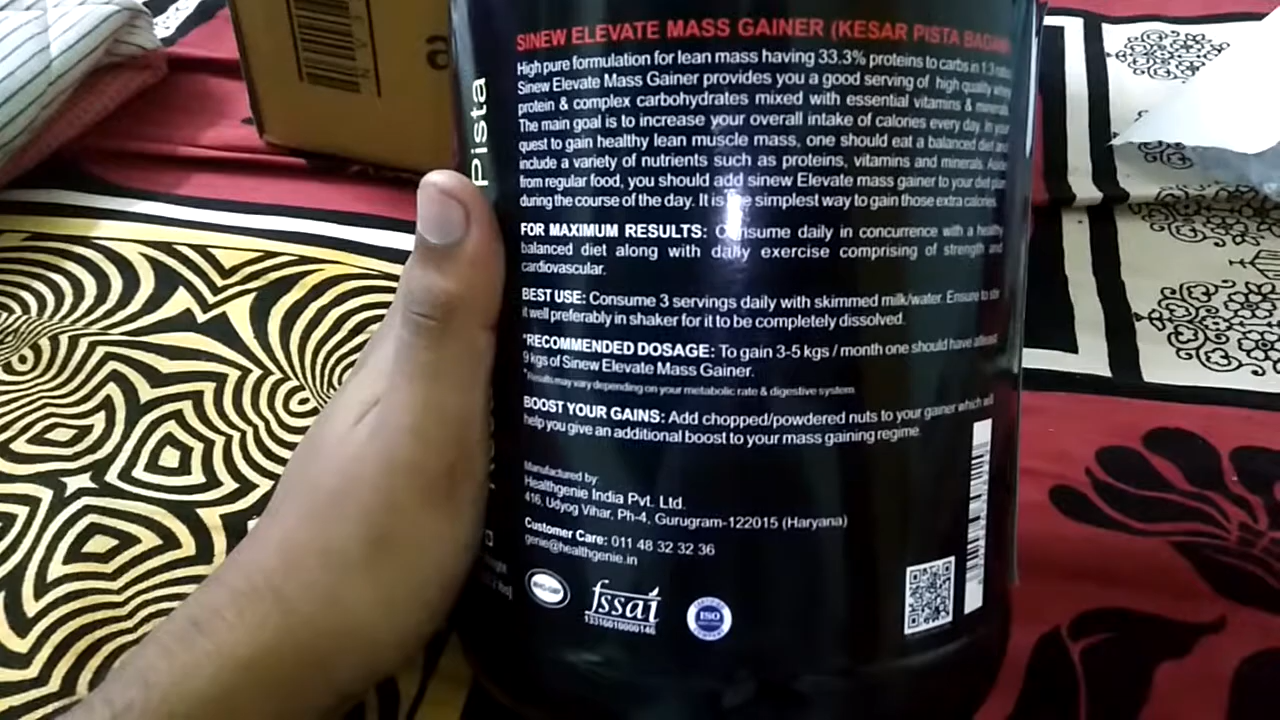 SINEW ELEVATE MASS GAINER (KESAR PISTA BADAM
High pure formulation for lean mass having 33.3% proteins to carbs in 1:3
Sinew Elevate Mass Gainer provides you a good serving of high quality
protein & complex carbohydrates mixed with essential vitamins & minerals.
The main goal is to increase your overall intake of calories every day. In your
quest to gain healthy lean muscle mass, one should eat a balanced diet and
include a variety of nutrients such as proteins, vitamins and minerals. Aside
from regular food, you should add sinew Elevate mass gainer to your diet plan
during the course of the day. It is the simplest way to gain those extra calories.
FOR MAXIMUM RESULTS: Consume daily in concurrence with a healthy
balanced diet along with daily exercise comprising of strength and
cardiovascular.
BEST USE: Consume 3 servings daily with skimmed milk/water. Ensure to stir
it well preferably in shaker for it to be completely dissolved.
*RECOMMENDED DOSAGE: To gain 3-5 kgs / month one should have atleast
9 kgs of Sinew Elevate Mass Gainer.
*Results may vary depending on your metabolic rate & digestive system
BOOST YOUR GAINS: Add chopped/powdered nuts to your gainer which will
help you give an additional boost to your mass gaining regime.
Manufactured by:
Healthgenie India Pvt. Ltd.
416, Udyog Vihar, Ph-4, Gurugram-122015 (Haryana)
Customer Care: 011 48 32 32 36
genie@healthgenie.in
fssai
13316010000146
ISO
Pista
a